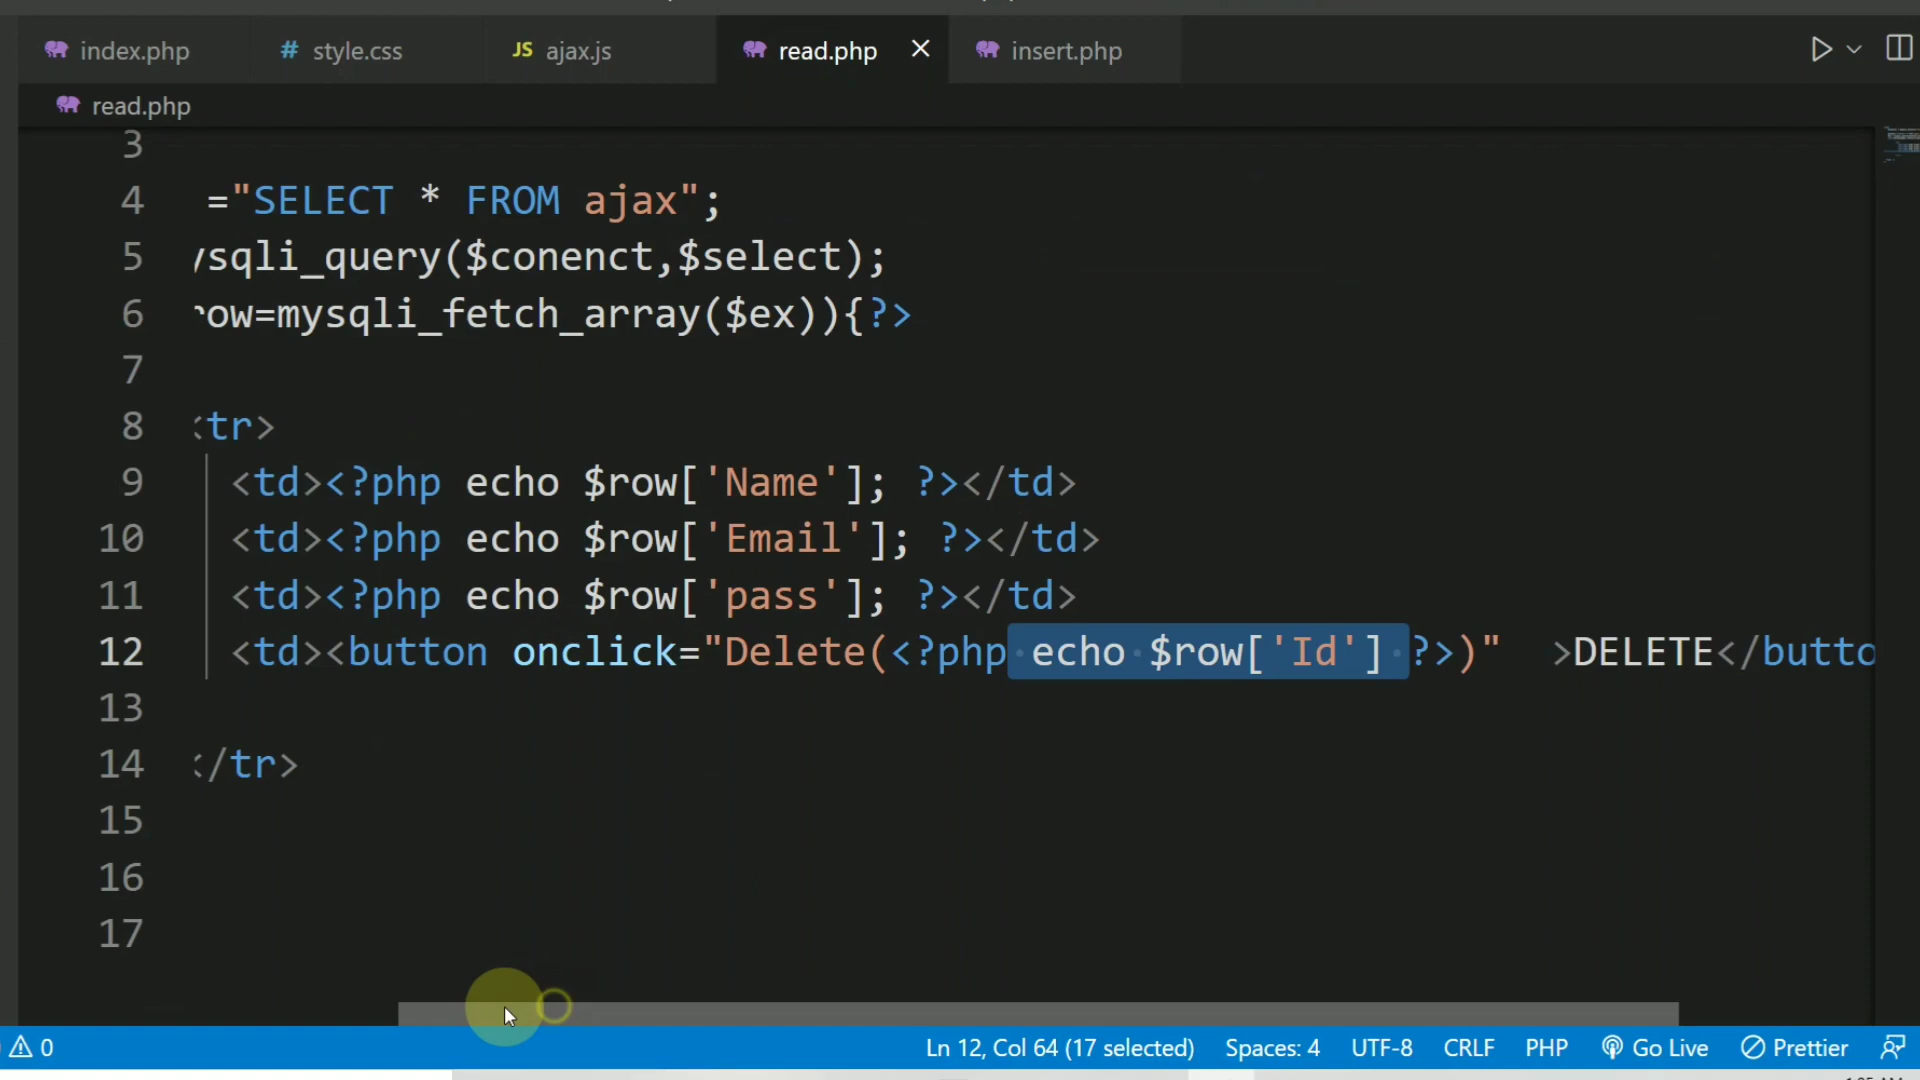 index.php # style.css JS ajax.js read.php × insert.php
read.php
3
4 ="SELECT * FROM ajax";
5 ysqli_query($conenct,$select);
6 row=mysqli_fetch_array($ex)){?>
7
8 <tr>
9 <td><?php echo $row['Name']; ?></td>
10 <td><?php echo $row['Email']; ?></td>
11 <td><?php echo $row['pass']; ?></td>
12 <td><button onclick="Delete(<?php echo $row['Id'] ?>)" >DELETE</butto
13
14 </tr>
15
16
17
0 Ln 12, Col 64 (17 selected) Spaces: 4 UTF-8 CRLF PHP Go Live Prettier